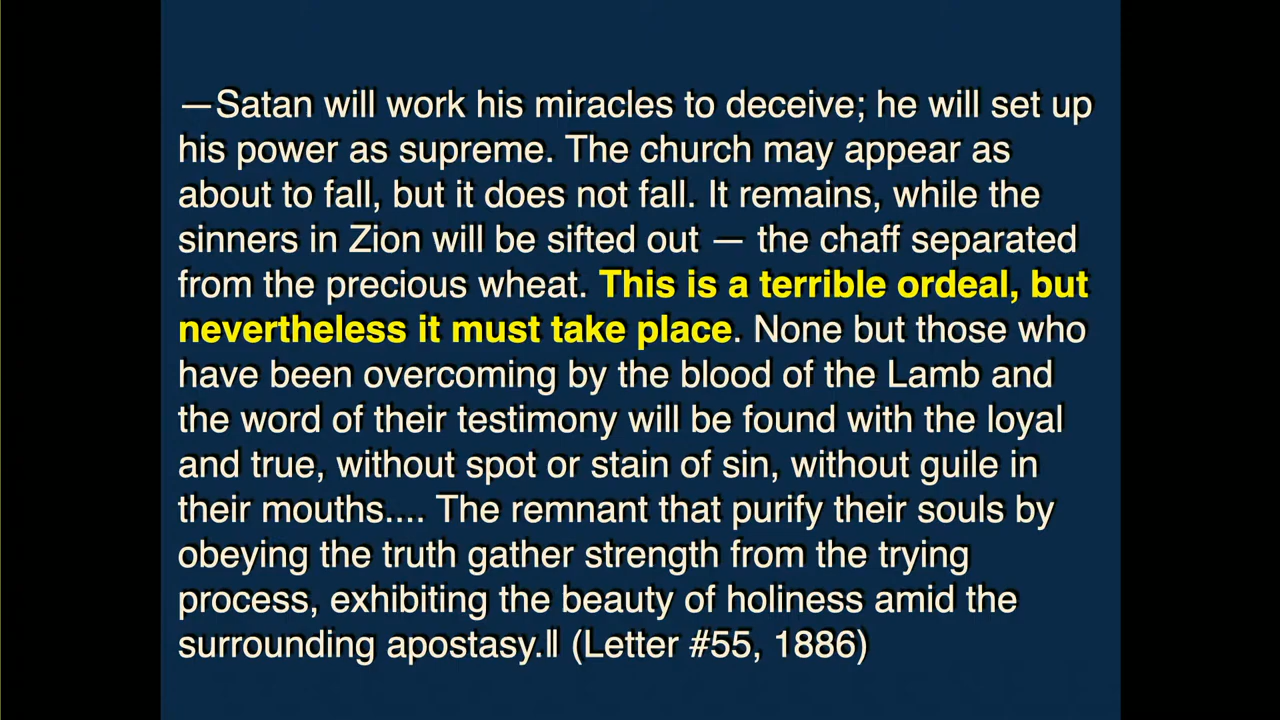 —Satan will work his miracles to deceive; he will set up
his power as supreme. The church may appear as
about to fall, but it does not fall. It remains, while the
sinners in Zion will be sifted out — the chaff separated
from the precious wheat. This is a terrible ordeal, but
nevertheless it must take place. None but those who
have been overcoming by the blood of the Lamb and
the word of their testimony will be found with the loyal
and true, without spot or stain of sin, without guile in
their mouths.... The remnant that purify their souls by
obeying the truth gather strength from the trying
process, exhibiting the beauty of holiness amid the
surrounding apostasy.‖ (Letter #55, 1886)